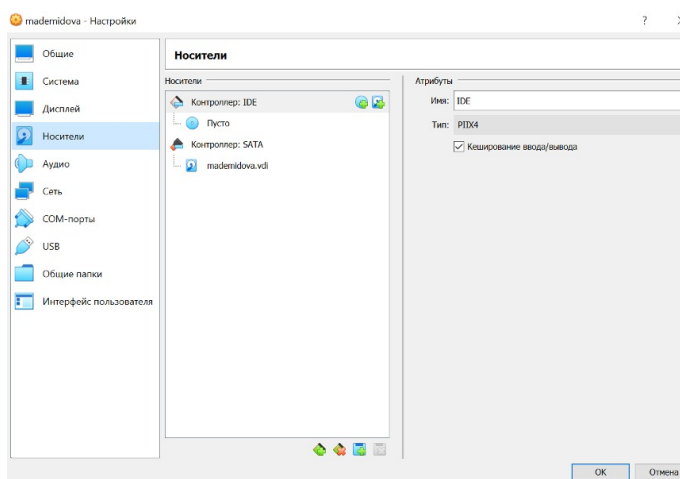 mademidova - Настройки
?
Общие
Система
Дисплей
Носители
Аудио
Сеть
COM-порты
USB
Общие папки
Интерфейс пользователя
Носители
Носители
Контроллер: IDE
Пусто
Контроллер: SATA
mademidova.vdi
Атрибуты
Имя: IDE
Тип: PIIX4
Кеширование ввода/вывода
OK
Отмена